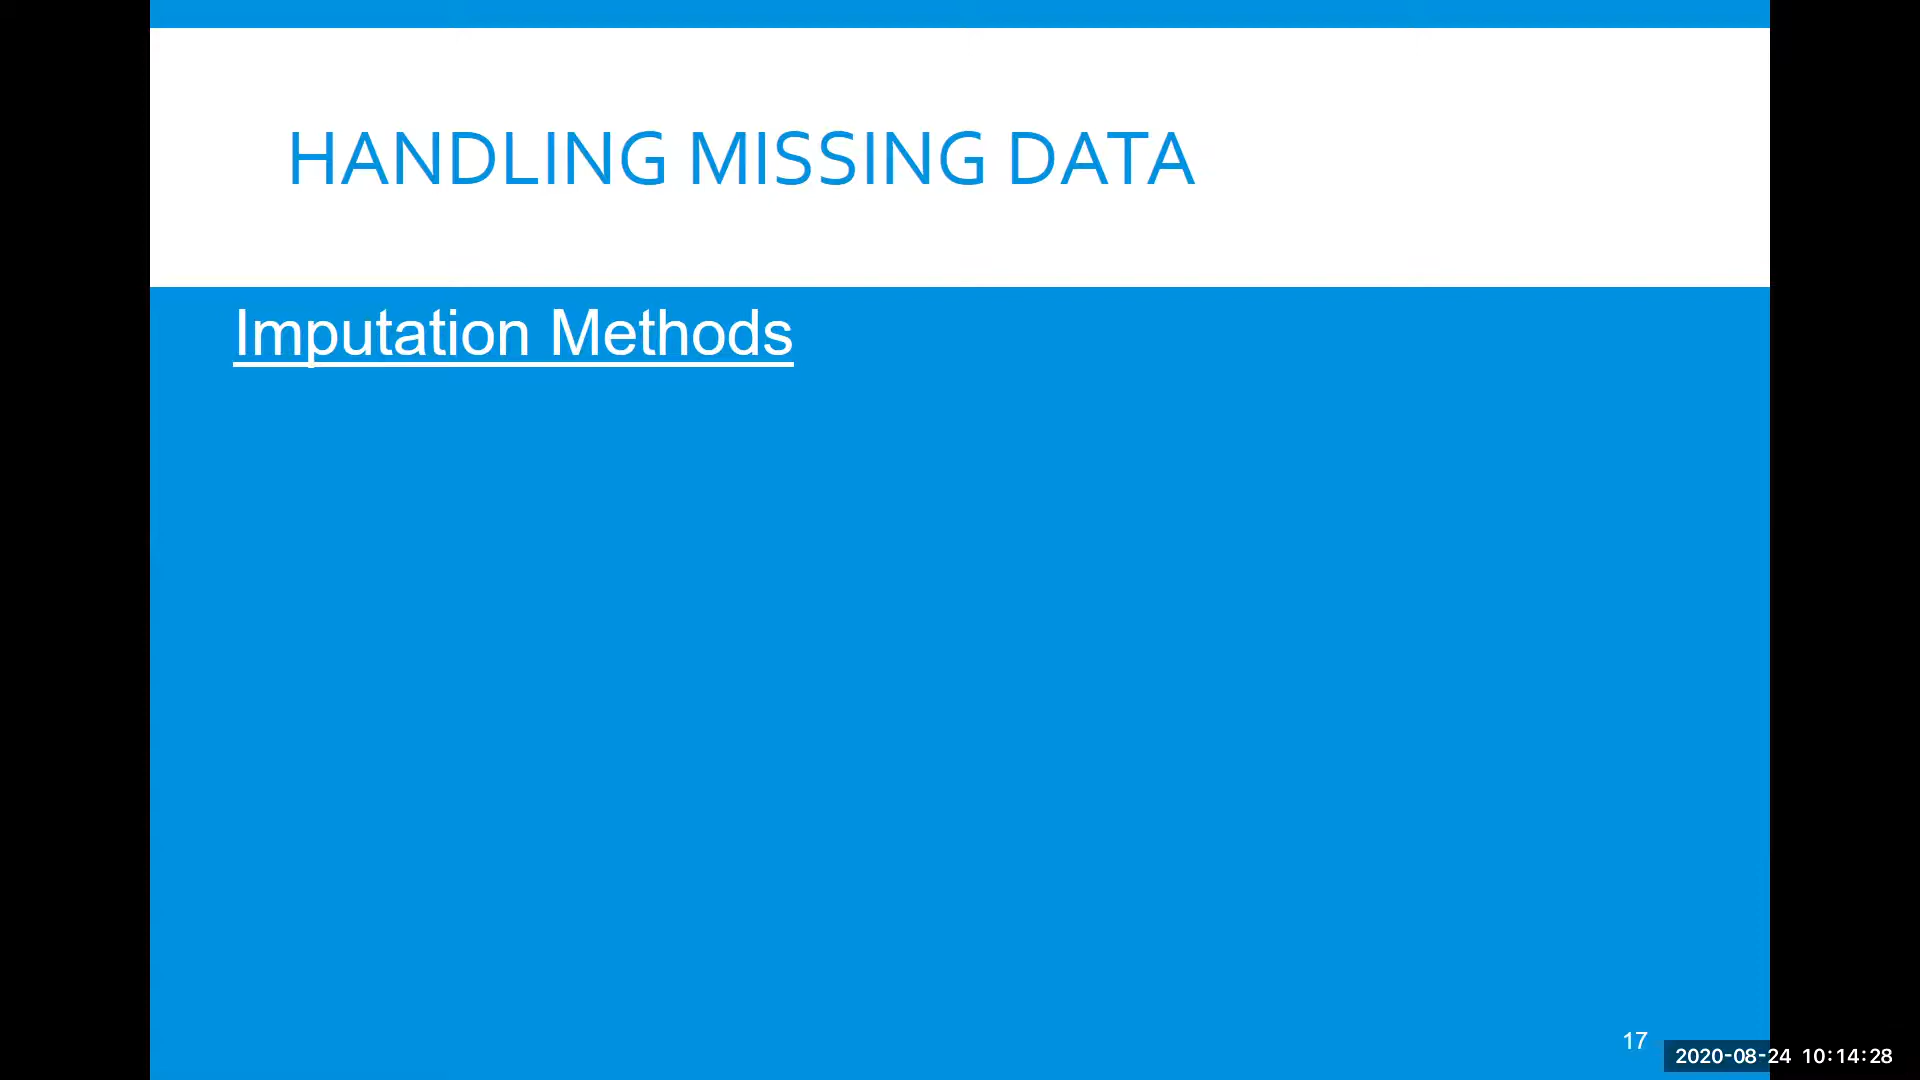 HANDLING MISSING DATA
Imputation Methods
17
2020-08-24 10:14:28